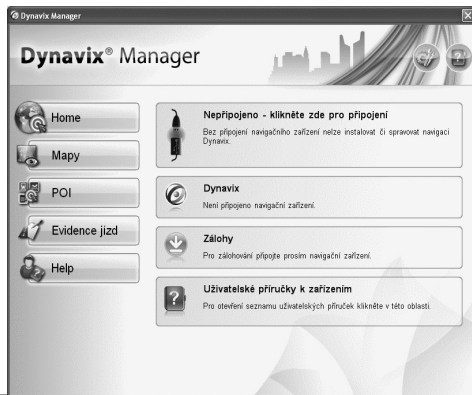 Dynavix Manager
Dynavix® Manager
Home
Mapy
POI
Evidence jízd
Help
Nepřipojeno - klikněte zde pro připojení
Bez připojení navigačního zařízení nelze instalovat či spravovat navigaci
Dynavix.
Dynavix
Není připojeno navigační zařízení.
Zálohy
Pro zálohování připojte prosím navigační zařízení.
Uživatelské příručky k zařízením
Pro otevření seznamu uživatelských příruček klikněte v této oblasti.